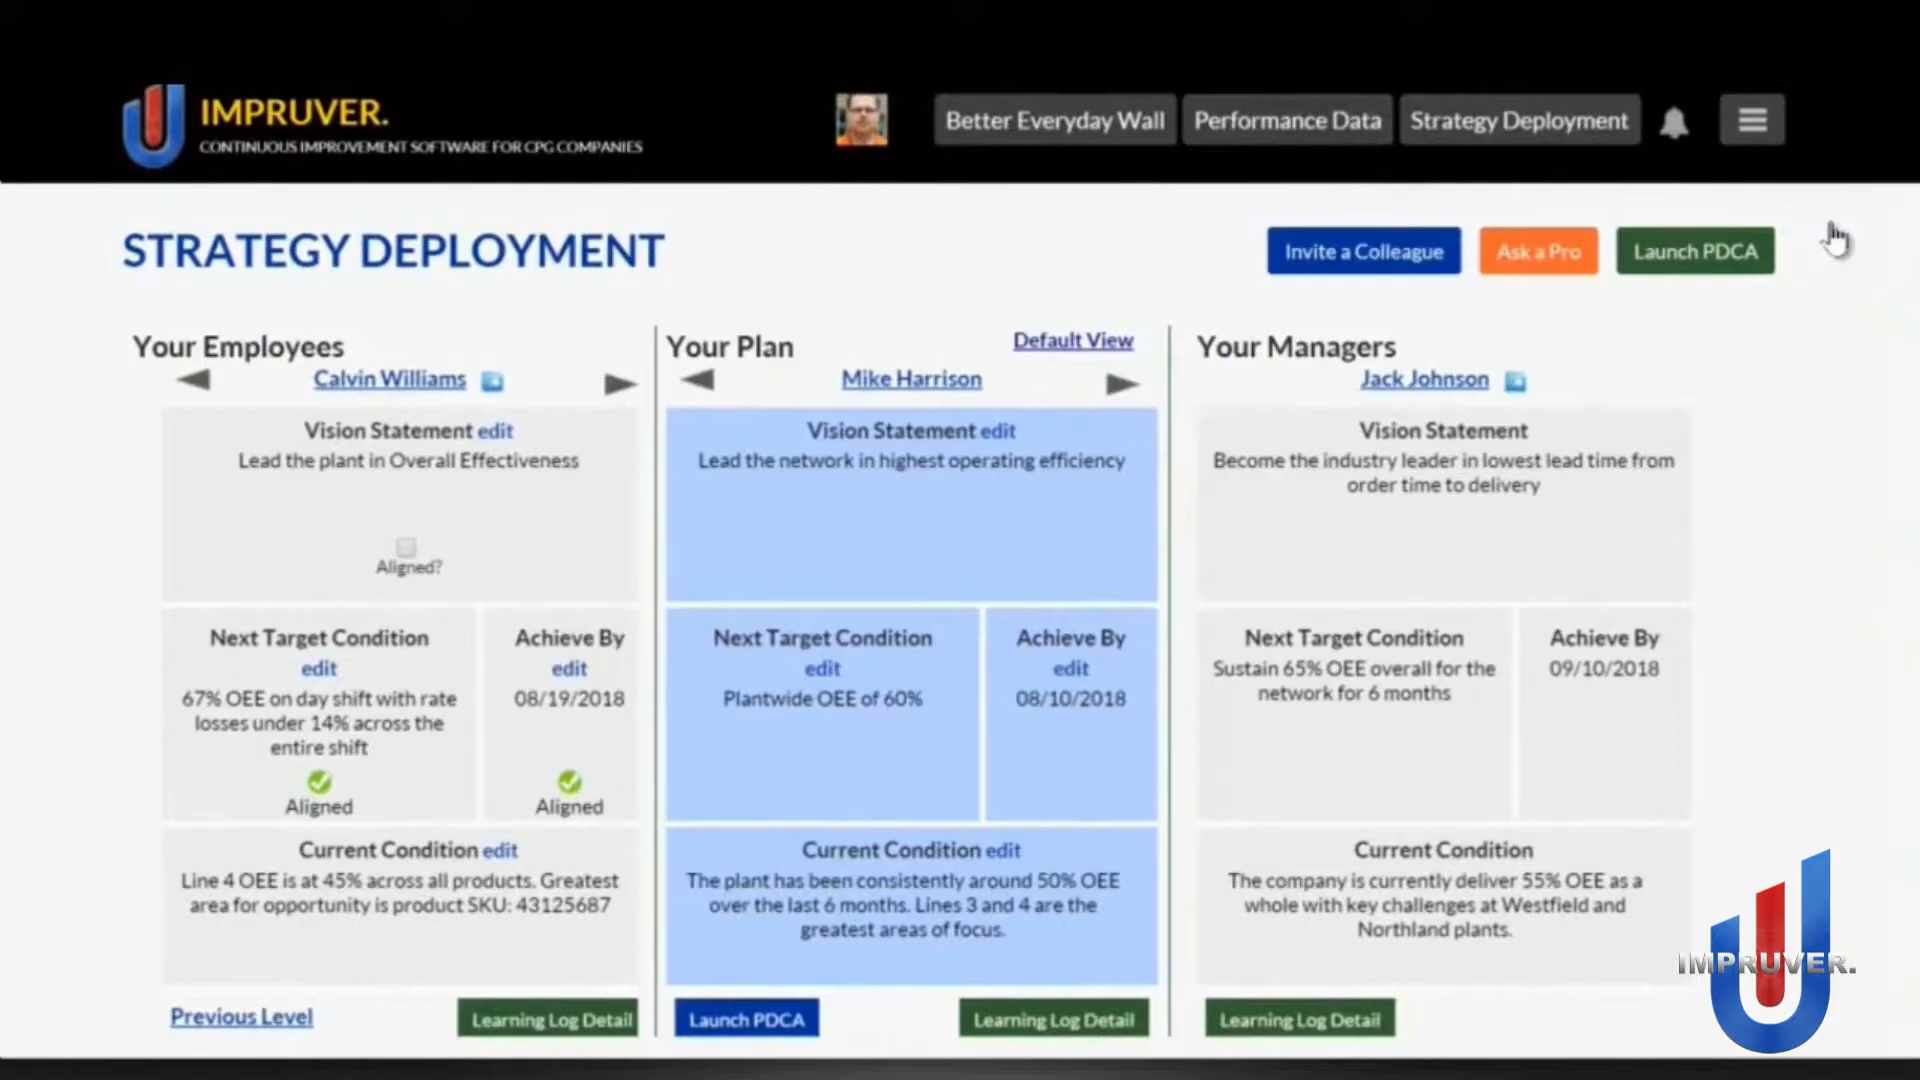 IMPRUVER.
CONTINUOUS IMPROVEMENT SOFTWARE FOR CPG COMPANIES
Better Everyday Wall
Performance Data
Strategy Deployment
STRATEGY DEPLOYMENT
Invite a Colleague
Ask a Pro
Launch PDCA
Your Employees
Calvin Williams
Vision Statement edit
Lead the plant in Overall Effectiveness
Aligned?
Next Target Condition
edit
67% OEE on day shift with rate
losses under 14% across the
entire shift
Aligned
Achieve By
edit
08/19/2018
Aligned
Current Condition edit
Line 4 OEE is at 45% across all products. Greatest
area for opportunity is product SKU: 43125687
Previous Level
Learning Log Detail
Your Plan
Default View
Mike Harrison
Vision Statement edit
Lead the network in highest operating efficiency
Next Target Condition
edit
Plantwide OEE of 60%
Achieve By
edit
08/10/2018
Current Condition edit
The plant has been consistently around 50% OEE
over the last 6 months. Lines 3 and 4 are the
greatest areas of focus.
Launch PDCA
Learning Log Detail
Your Managers
Jack Johnson
Vision Statement
Become the industry leader in lowest lead time from
order time to delivery
Next Target Condition
Sustain 65% OEE overall for the
network for 6 months
Achieve By
09/10/2018
Current Condition
The company is currently deliver 55% OEE as a
whole with key challenges at Westfield and
Northland plants.
Learning Log Detail
IMPRUVER.